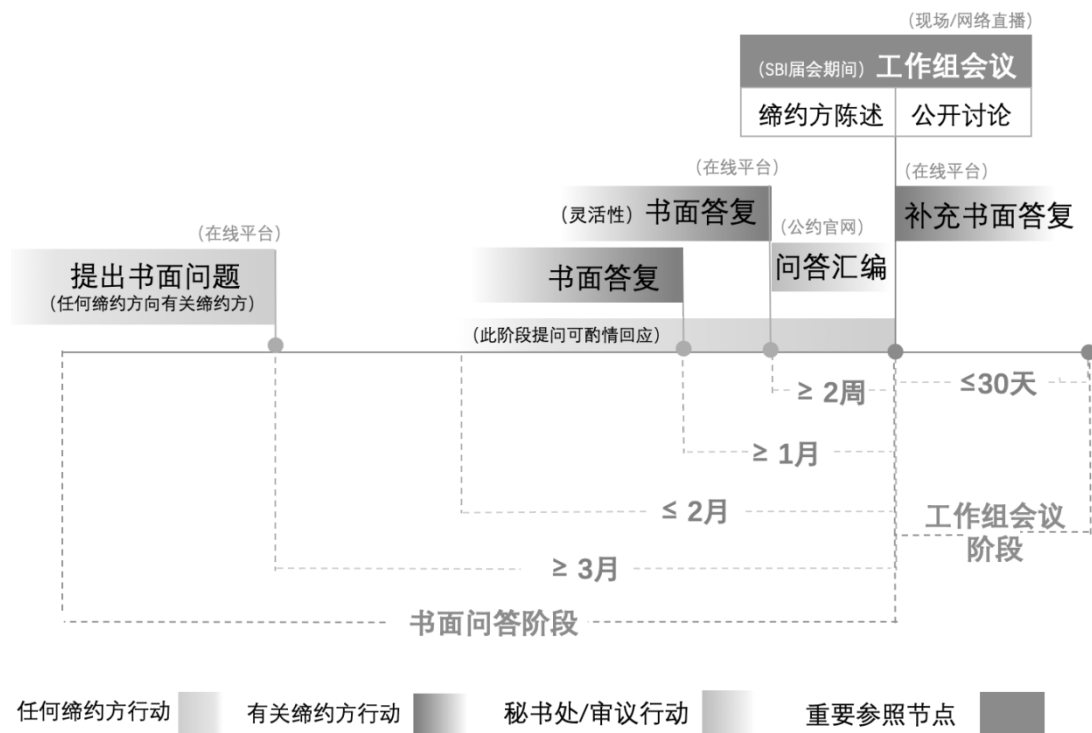 （现场/网络直播）
（SBI届会期间）工作组会议
缔约方陈述 公开讨论
（在线平台） （在线平台）
（灵活性）书面答复 补充书面答复
（公约官网）
（在线平台）
书面答复 问答汇编
提出书面问题
（任何缔约方向有关缔约方）
（此阶段提问可酌情回应）
≥ 2周 ≤30天
≥ 1月
≤ 2月
工作组会议
阶段
≥ 3月
书面问答阶段
任何缔约方行动 有关缔约方行动 秘书处/审议行动 重要参照节点